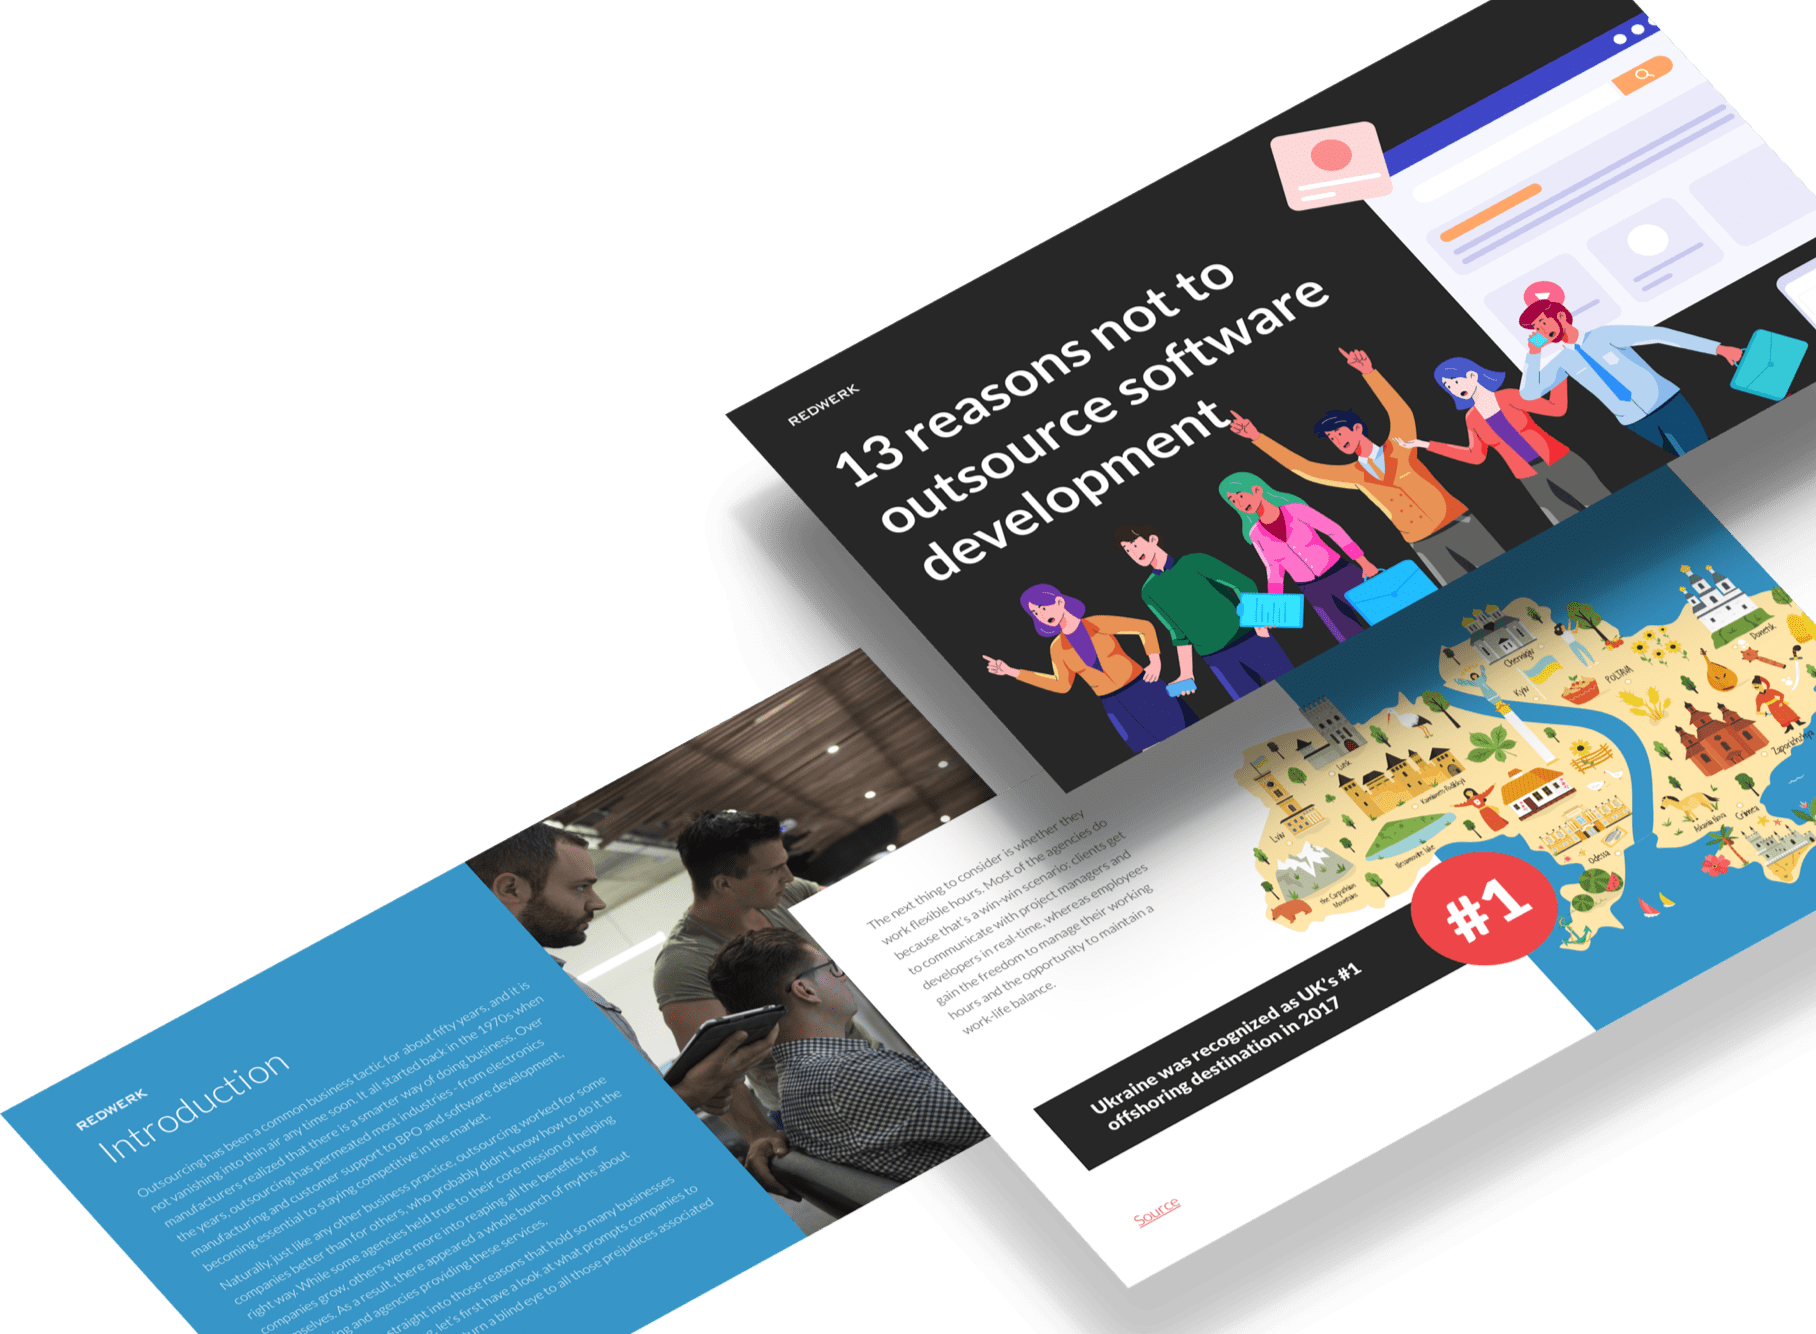 REDWERK
13 reasons not to
outsource software
development
REDWERK
Introduction
Outsourcing has been a common business tactic for about fifty years, and it is
not vanishing into thin air any time soon. It all started back in the 1970s when
manufacturers realized that there is a smarter way of doing business. Over
the years, outsourcing has permeated most industries - from electronics
manufacturing and customer support to BPO and software development,
becoming essential to staying competitive in the market.
Naturally, just like any other business practice, outsourcing worked for some
companies better than for others, who probably didn't know how to do it the
right way. While some agencies held true to their core mission of helping
companies grow, others were more into reaping all the benefits for
mselves. As a result, there appeared a whole bunch of myths about
ng and agencies providing these services.
straight into those reasons that hold so many businesses
g, let's first have a look at what prompts companies to
urn a blind eye to all those prejudices associated
The next thing to consider is whether they
work flexible hours. Most of the agencies do
because that's a win-win scenario: clients get
to communicate with project managers and
developers in real-time, whereas employees
gain the freedom to manage their working
hours and the opportunity to maintain a
work-life balance.
Chernigiv
Kyiv
POLTAVA
Donetsk
Lutsk
Kamianets-Podilskyi
Zaporizhzhya
Lviv
Askania Nova
Crimea
Odessa
the Carpathian
Mountains
#1
Ukraine was recognized as UK's #1
offshoring destination in 2017
Source